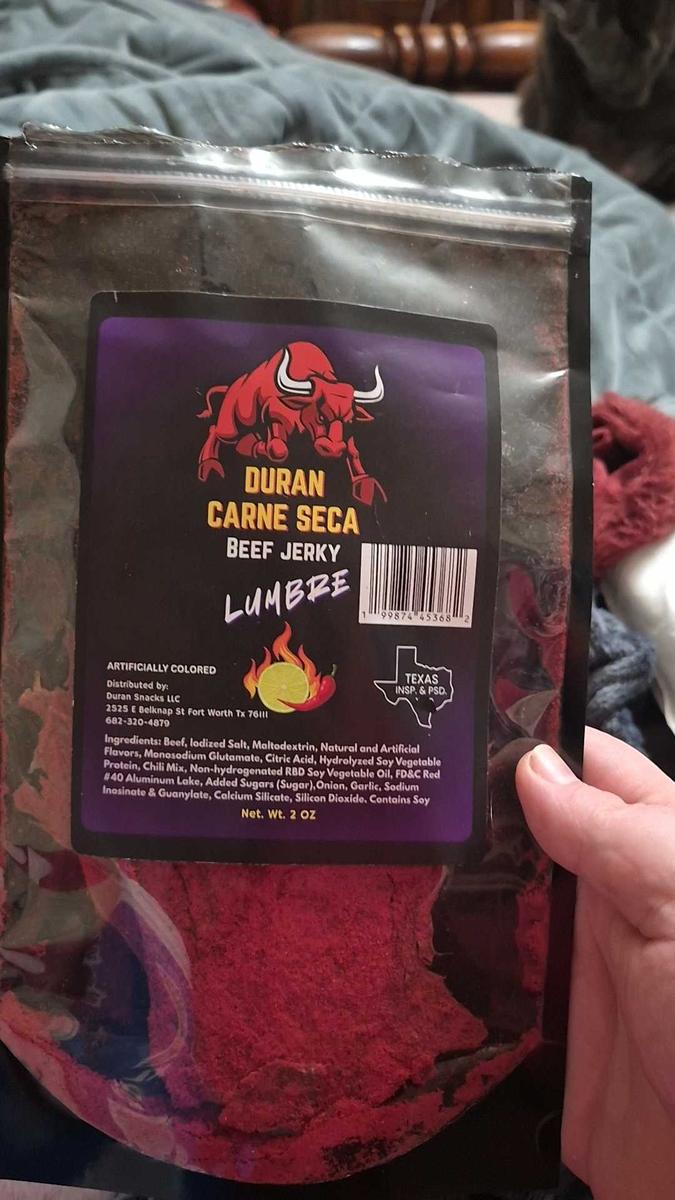 DURAN
CARNE SECA
BEEF JERKY
LUMBRE
1 99874 45368 2
ARTIFICIALLY COLORED
Distributed by:
Duran Snacks LLC
2525 E Belknap St Fort Worth Tx 76111
682-320-4879
TEXAS
INSP. & PSD.
Ingredients: Beef, Iodized Salt, Maltodextrin, Natural and Artificial
Flavors, Monosodium Glutamate, Citric Acid, Hydrolyzed Soy Vegetable
Protein, Chili Mix, Non-hydrogenated RBD Soy Vegetable Oil, FD&C Red
#40 Aluminum Lake, Added Sugars (Sugar),Onion, Garlic, Sodium
Inosinate & Guanylate, Calcium Silicate, Silicon Dioxide. Contains Soy
Net. Wt. 2 OZ